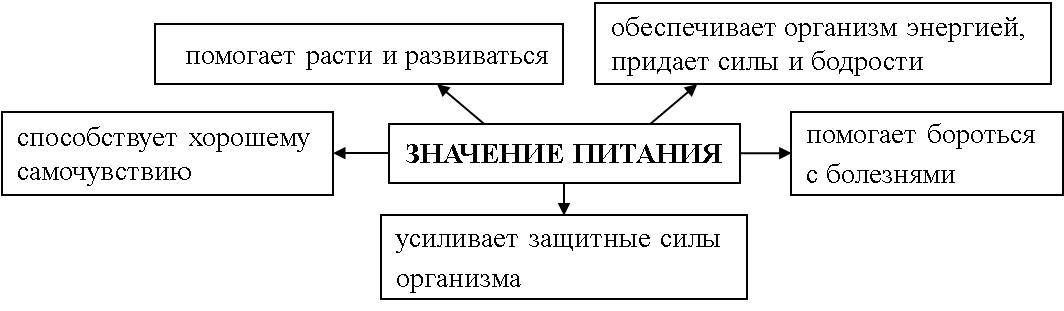 помогает расти и развиваться
обеспечивает организм энергией,
придает силы и бодрости
способствует хорошему
самочувствию
ЗНАЧЕНИЕ ПИТАНИЯ
помогает бороться
с болезнями
усиливает защитные силы
организма